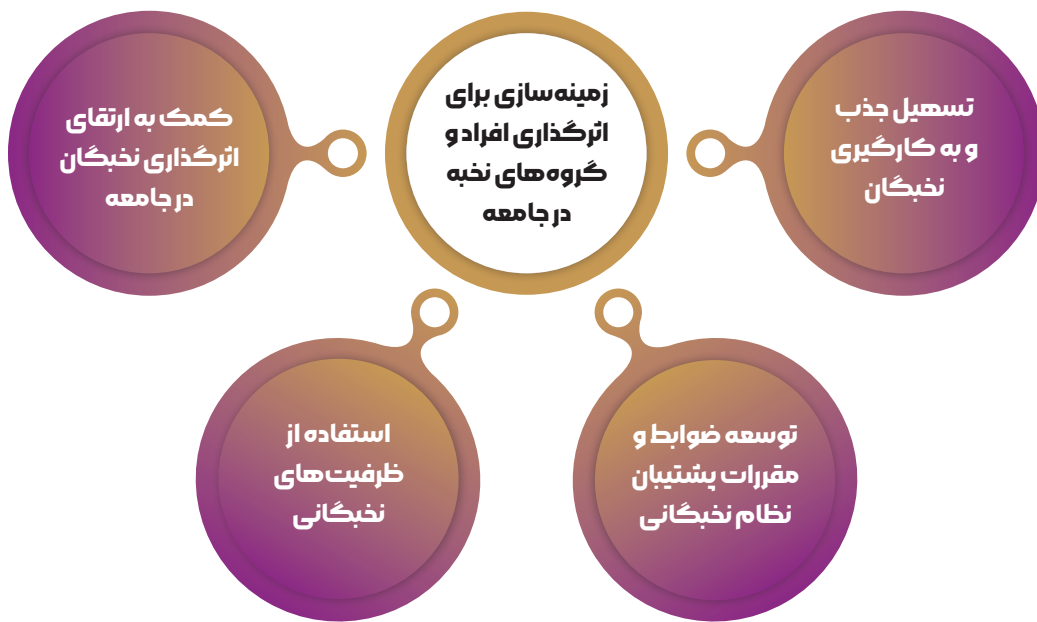 زمینه‌سازی برای
اثرگذاری افراد و
گروه‌های نخبه
در جامعه
تسهیل جذب
و به کارگیری
نخبگان
توسعه ضوابط و
مقررات پشتیبان
نظام نخبگانی
استفاده از
ظرفیت‌های
نخبگانی
کمک به ارتقای
اثرگذاری نخبگان
در جامعه